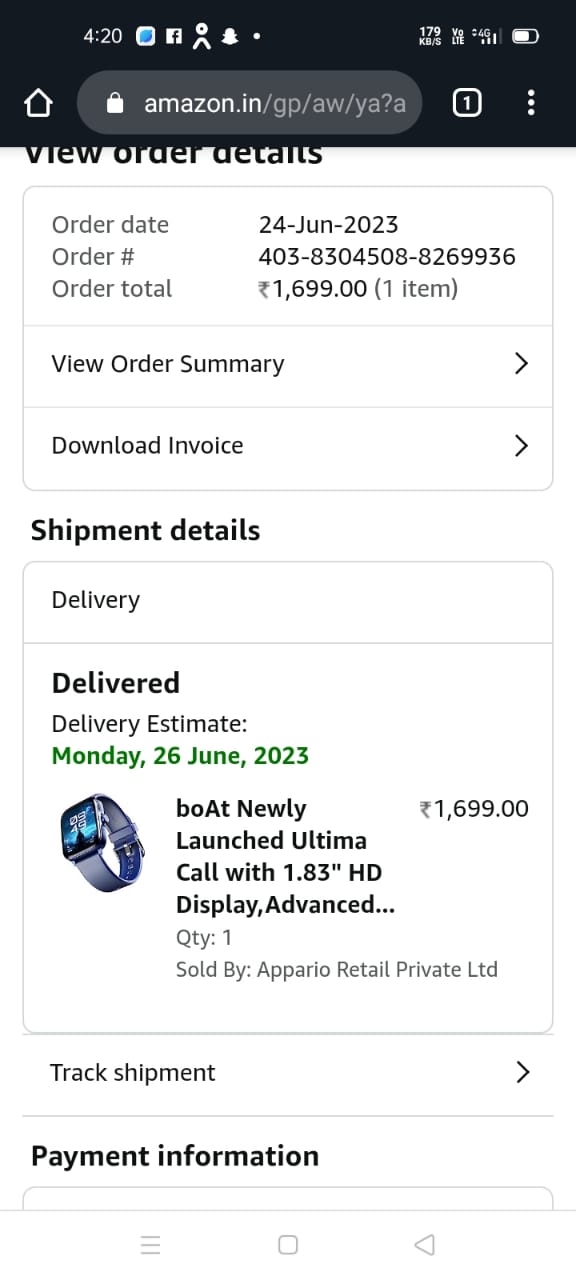 4:20
179 KB/S Vo LTE 4G
amazon.in/gp/aw/ya?a
1
View order details
Order date 24-Jun-2023
Order # 403-8304508-8269936
Order total ₹1,699.00 (1 item)
View Order Summary
Download Invoice
Shipment details
Delivery
Delivered
Delivery Estimate:
Monday, 26 June, 2023
boAt Newly ₹1,699.00
Launched Ultima
Call with 1.83" HD
Display,Advanced...
Qty: 1
Sold By: Appario Retail Private Ltd
Track shipment
Payment information